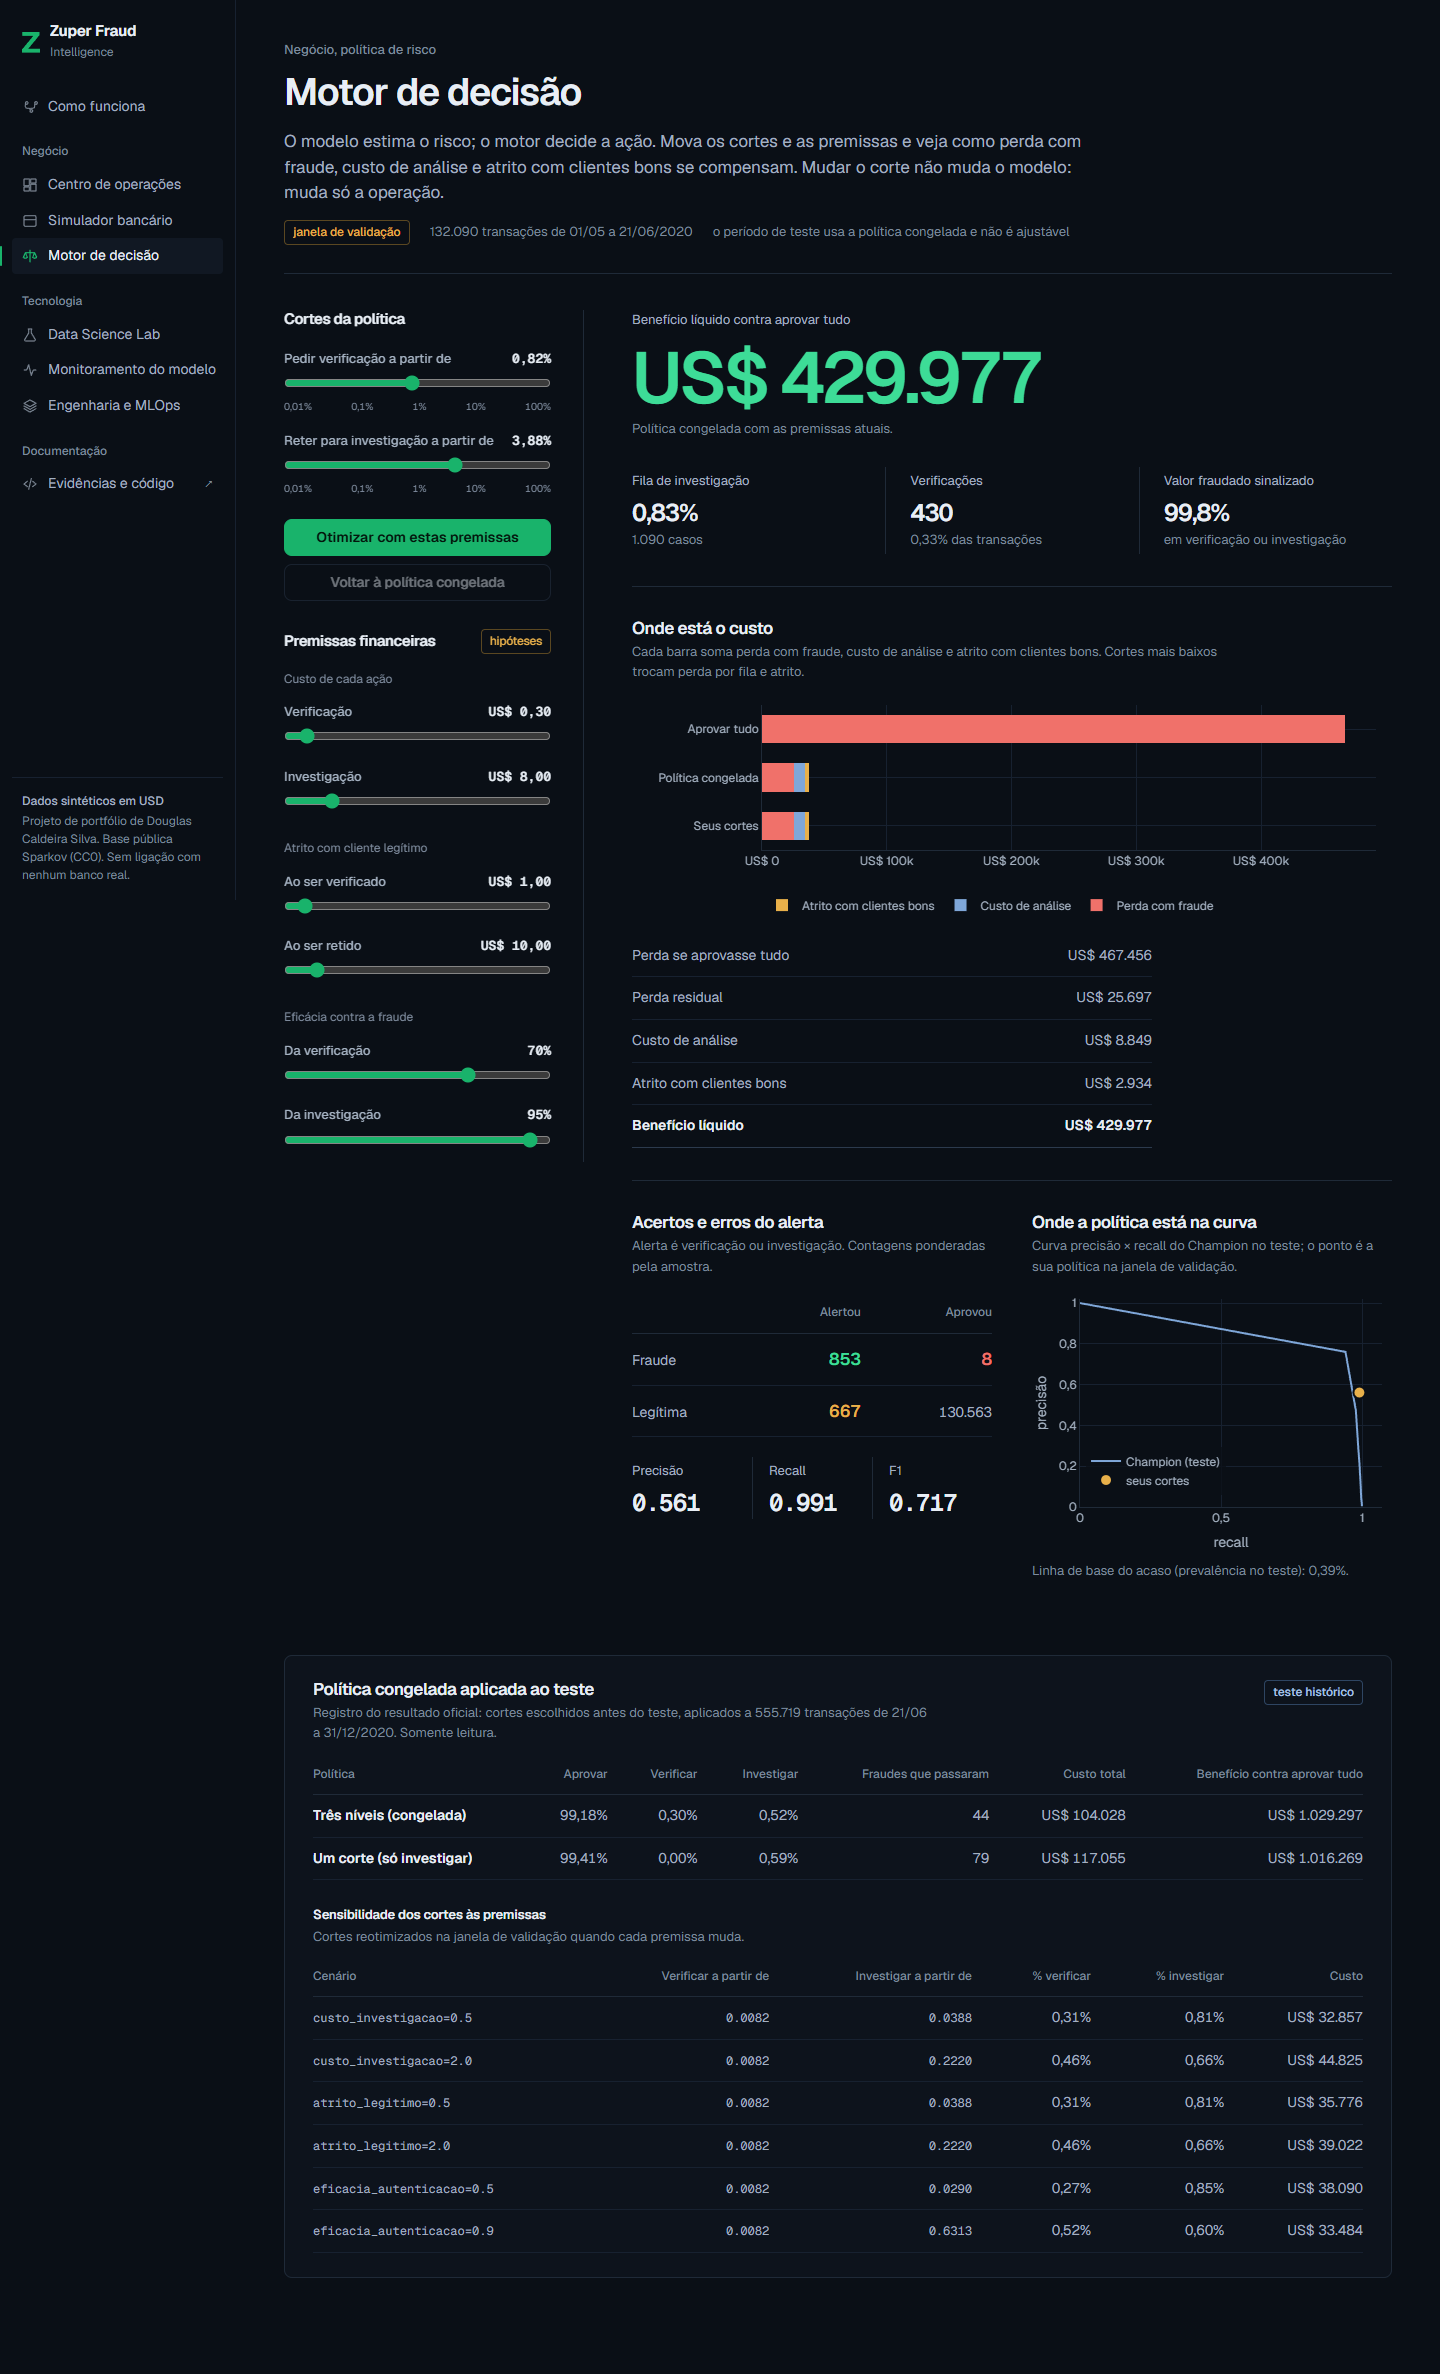 Zuper Fraud
Intelligence
Como funciona
Negócio
Centro de operações
Simulador bancário
Motor de decisão
Tecnologia
Data Science Lab
Monitoramento do modelo
Engenharia e MLOps
Documentação
Evidências e código ↗
Dados sintéticos em USD
Projeto de portfólio de Douglas
Caldeira Silva. Base pública
Sparkov (CC0). Sem ligação com
nenhum banco real.
Negócio, política de risco
Motor de decisão
O modelo estima o risco; o motor decide a ação. Mova os cortes e as premissas e veja como perda com
fraude, custo de análise e atrito com clientes bons se compensam. Mudar o corte não muda o modelo:
muda só a operação.
janela de validação 132.090 transações de 01/05 a 21/06/2020 o período de teste usa a política congelada e não é ajustável
Cortes da política
Pedir verificação a partir de 0,82%
0,01% 0,1% 1% 10% 100%
Reter para investigação a partir de 3,88%
0,01% 0,1% 1% 10% 100%
Otimizar com estas premissas
Voltar à política congelada
Premissas financeiras hipóteses
Custo de cada ação
Verificação US$ 0,30
Investigação US$ 8,00
Atrito com cliente legítimo
Ao ser verificado US$ 1,00
Ao ser retido US$ 10,00
Eficácia contra a fraude
Da verificação 70%
Da investigação 95%
Benefício líquido contra aprovar tudo
US$ 429.977
Política congelada com as premissas atuais.
Fila de investigação Verificações Valor fraudado sinalizado
0,83% 430 99,8%
1.090 casos 0,33% das transações em verificação ou investigação
Onde está o custo
Cada barra soma perda com fraude, custo de análise e atrito com clientes bons. Cortes mais baixos
trocam perda por fila e atrito.
Aprovar tudo
Política congelada
Seus cortes
US$ 0 US$ 100k US$ 200k US$ 300k US$ 400k
Atrito com clientes bons Custo de análise Perda com fraude
Perda se aprovasse tudo US$ 467.456
Perda residual US$ 25.697
Custo de análise US$ 8.849
Atrito com clientes bons US$ 2.934
Benefício líquido US$ 429.977
Acertos e erros do alerta
Alerta é verificação ou investigação. Contagens ponderadas
pela amostra.
Alertou Aprovou
Fraude 853 8
Legítima 667 130.563
Precisão Recall F1
0.561 0.991 0.717
Onde a política está na curva
Curva precisão × recall do Champion no teste; o ponto é a
sua política na janela de validação.
1
0,8
0,6
0,4
0,2
0
precisão
Champion (teste)
seus cortes
0 0,5 1
recall
Linha de base do acaso (prevalência no teste): 0,39%.
Política congelada aplicada ao teste teste histórico
Registro do resultado oficial: cortes escolhidos antes do teste, aplicados a 555.719 transações de 21/06
a 31/12/2020. Somente leitura.
Política Aprovar Verificar Investigar Fraudes que passaram Custo total Benefício contra aprovar tudo
Três níveis (congelada) 99,18% 0,30% 0,52% 44 US$ 104.028 US$ 1.029.297
Um corte (só investigar) 99,41% 0,00% 0,59% 79 US$ 117.055 US$ 1.016.269
Sensibilidade dos cortes às premissas
Cortes reotimizados na janela de validação quando cada premissa muda.
Cenário Verificar a partir de Investigar a partir de % verificar % investigar Custo
custo_investigacao=0.5 0.0082 0.0388 0,31% 0,81% US$ 32.857
custo_investigacao=2.0 0.0082 0.2220 0,46% 0,66% US$ 44.825
atrito_legitimo=0.5 0.0082 0.0388 0,31% 0,81% US$ 35.776
atrito_legitimo=2.0 0.0082 0.2220 0,46% 0,66% US$ 39.022
eficacia_autenticacao=0.5 0.0082 0.0290 0,27% 0,85% US$ 38.090
eficacia_autenticacao=0.9 0.0082 0.6313 0,52% 0,60% US$ 33.484